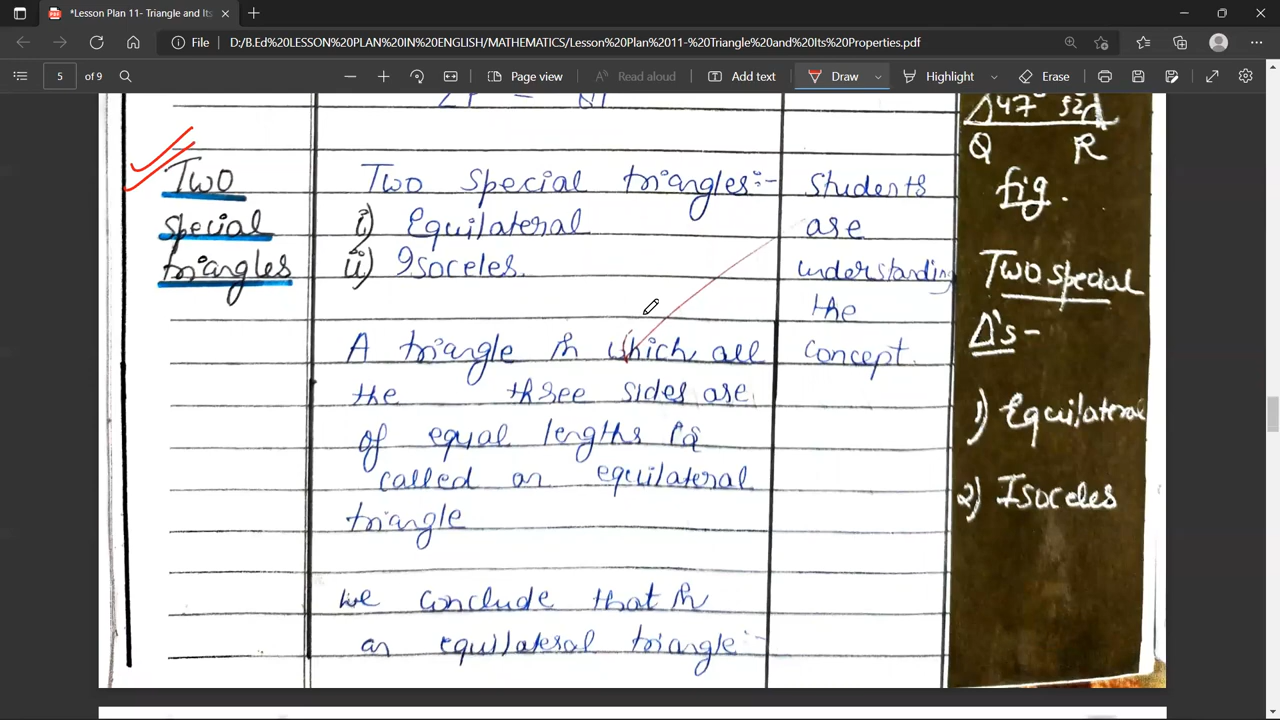 *Lesson Plan 11- Triangle and Its
File D:/B.Ed%20LESSON%20PLAN%20IN%20ENGLISH/MATHEMATICS/Lesson%20Plan%2011-%20Triangle%20and%20Its%20Properties.pdf
5 of 9 Page view Read aloud Add text Draw Highlight Erase
Two
special
triangles
Two special triangles:-
i) Equilateral
ii) Isoceles.
A triangle in which all
the three sides are
of equal lengths is
called an equilateral
triangle
we conclude that in
an equilateral triangle:-
Students
are
understanding
the
concept.
Δ47° 52°
Q R
fig.
Two special
Δ's-
1) Equilateral
2) Isoceles